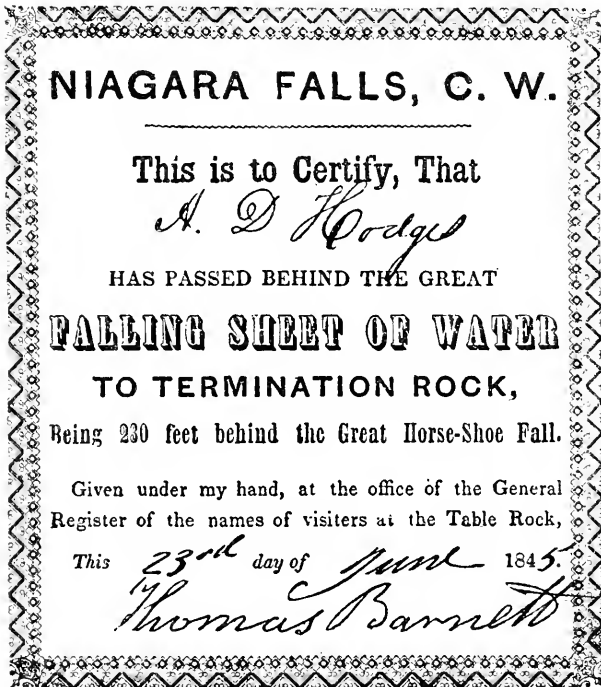 NIAGARA FALLS, C. W.
This is to Certify, That
A. D Hodges
HAS PASSED BEHIND THE GREAT
FALLING SHEET OF WATER
TO TERMINATION ROCK,
Being 230 feet behind the Great Horse-Shoe Fall.
Given under my hand, at the office of the General
Register of the names of visiters at the Table Rock,
This 23rd day of June 1845.
Thomas Barnett